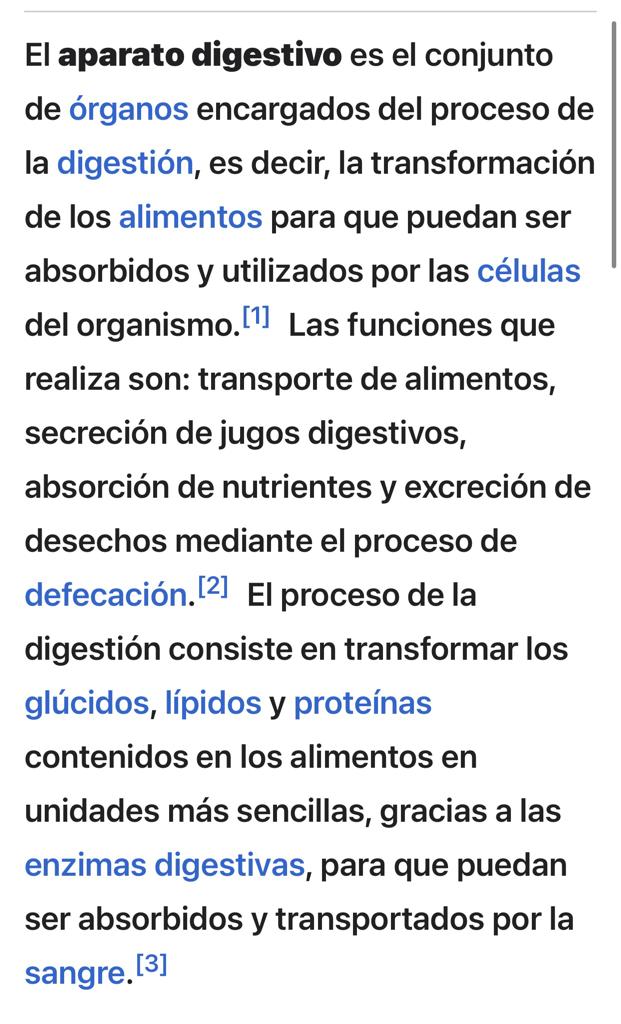 El aparato digestivo es el conjunto
de órganos encargados del proceso de
la digestión, es decir, la transformación
de los alimentos para que puedan ser
absorbidos y utilizados por las células
del organismo.[1] Las funciones que
realiza son: transporte de alimentos,
secreción de jugos digestivos,
absorción de nutrientes y excreción de
desechos mediante el proceso de
defecación.[2] El proceso de la
digestión consiste en transformar los
glúcidos, lípidos y proteínas
contenidos en los alimentos en
unidades más sencillas, gracias a las
enzimas digestivas, para que puedan
ser absorbidos y transportados por la
sangre.[3]